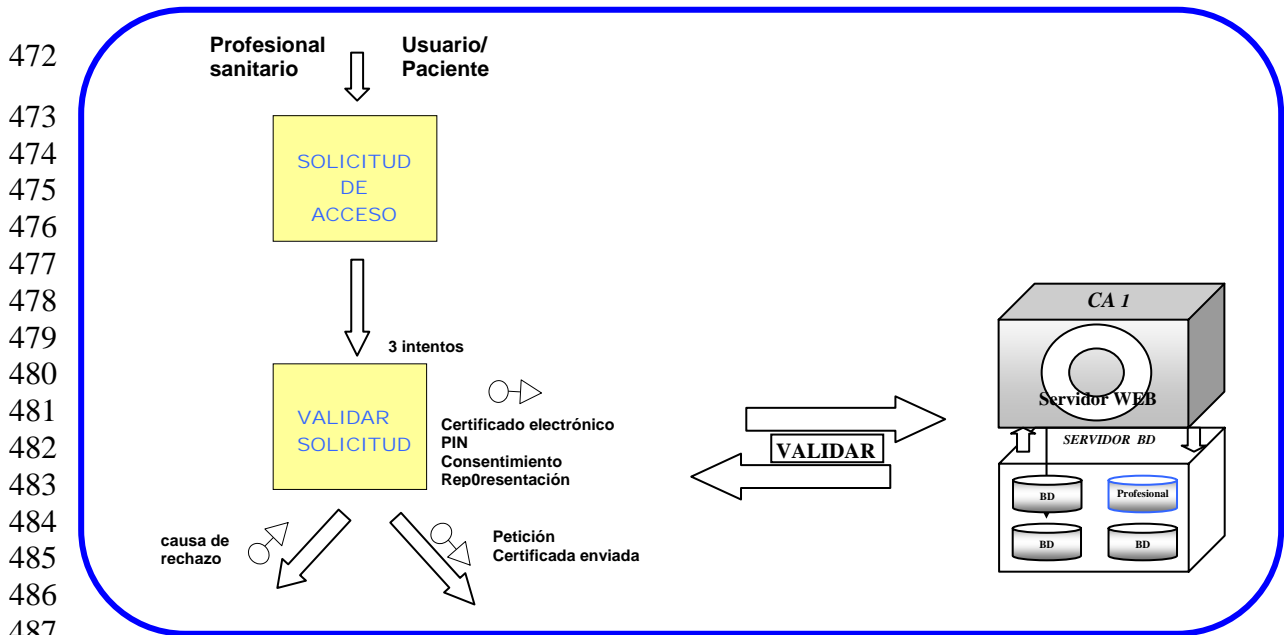 472
473
474
475
476
477
478
479
480
481
482
483
484
485
486
487
Profesional
sanitario
Usuario/
Paciente
SOLICITUD
DE
ACCESO
3 intentos
VALIDAR
SOLICITUD
Certificado electrónico
PIN
Consentimiento
Rep0resentación
causa de
rechazo
Petición
Certificada enviada
VALIDAR
CA 1
Servidor WEB
SERVIDOR BD
BD
Profesional
BD
BD